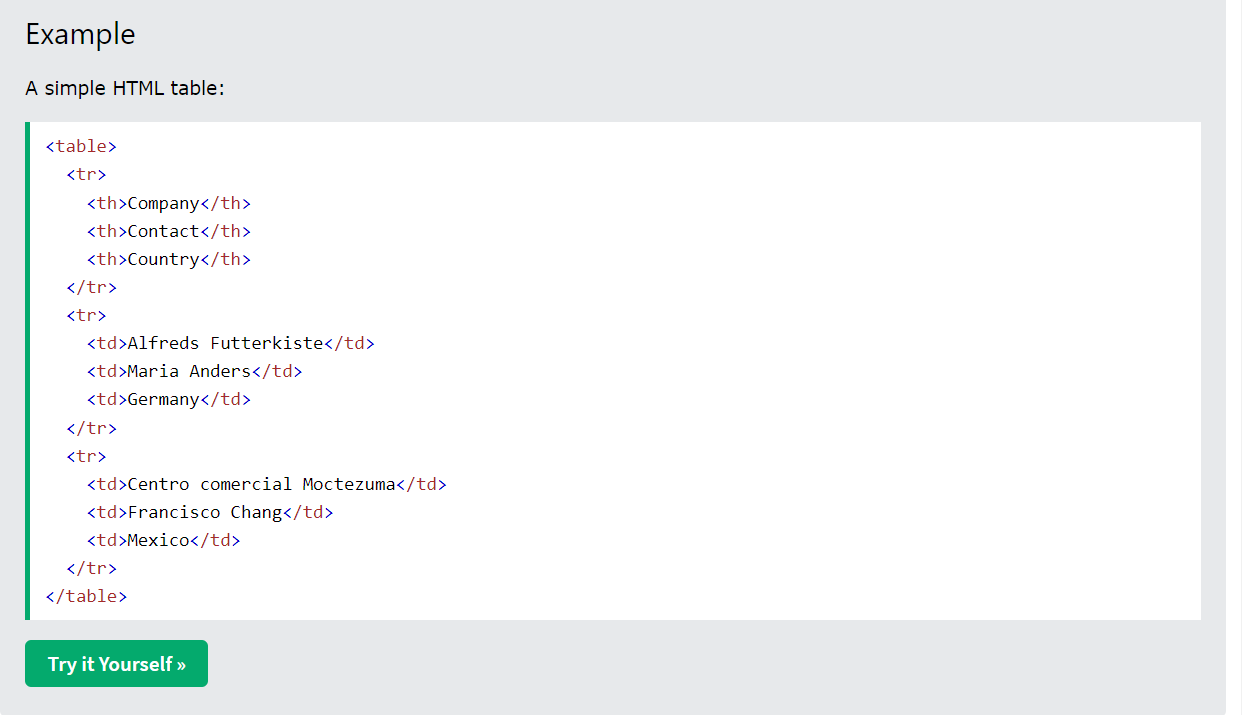 Example
A simple HTML table:
<table>
  <tr>
    <th>Company</th>
    <th>Contact</th>
    <th>Country</th>
  </tr>
  <tr>
    <td>Alfreds Futterkiste</td>
    <td>Maria Anders</td>
    <td>Germany</td>
  </tr>
  <tr>
    <td>Centro comercial Moctezuma</td>
    <td>Francisco Chang</td>
    <td>Mexico</td>
  </tr>
</table>
Try it Yourself »